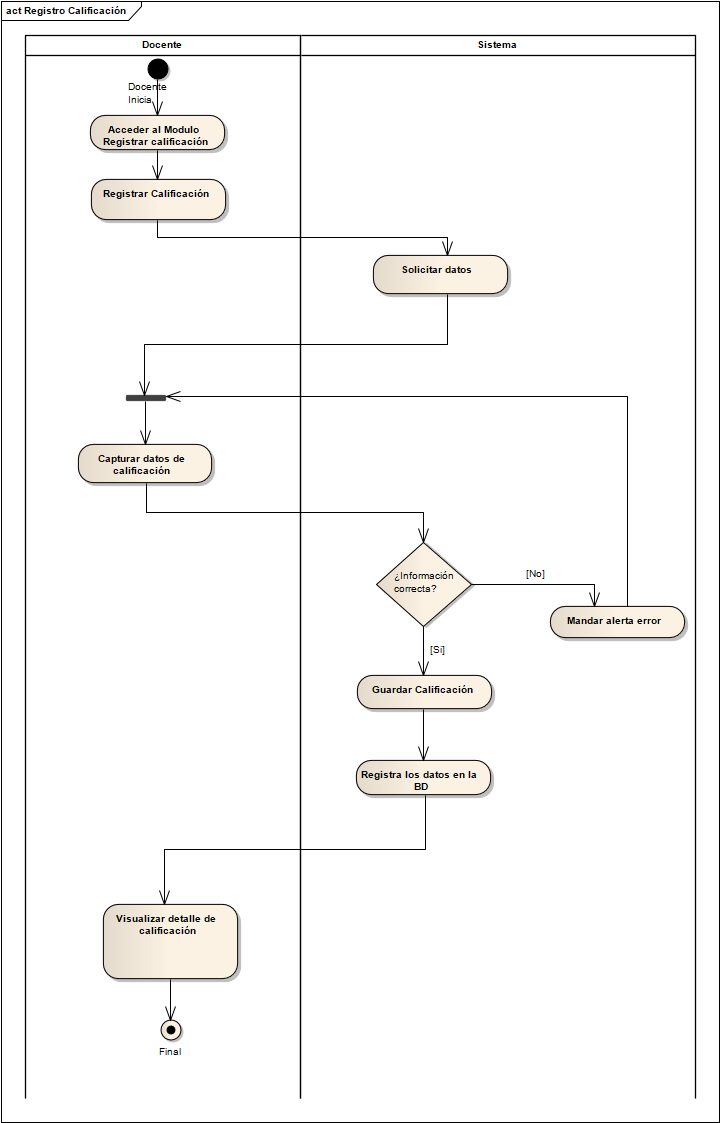 act Registro Calificación
Docente
Sistema
Docente
Inicia
Acceder al Modulo
Registrar calificación
Registrar Calificación
Solicitar datos
Capturar datos de
calificación
¿Información
correcta?
[No]
Mandar alerta error
[Si]
Guardar Calificación
Registra los datos en la
BD
Visualizar detalle de
calificación
Final